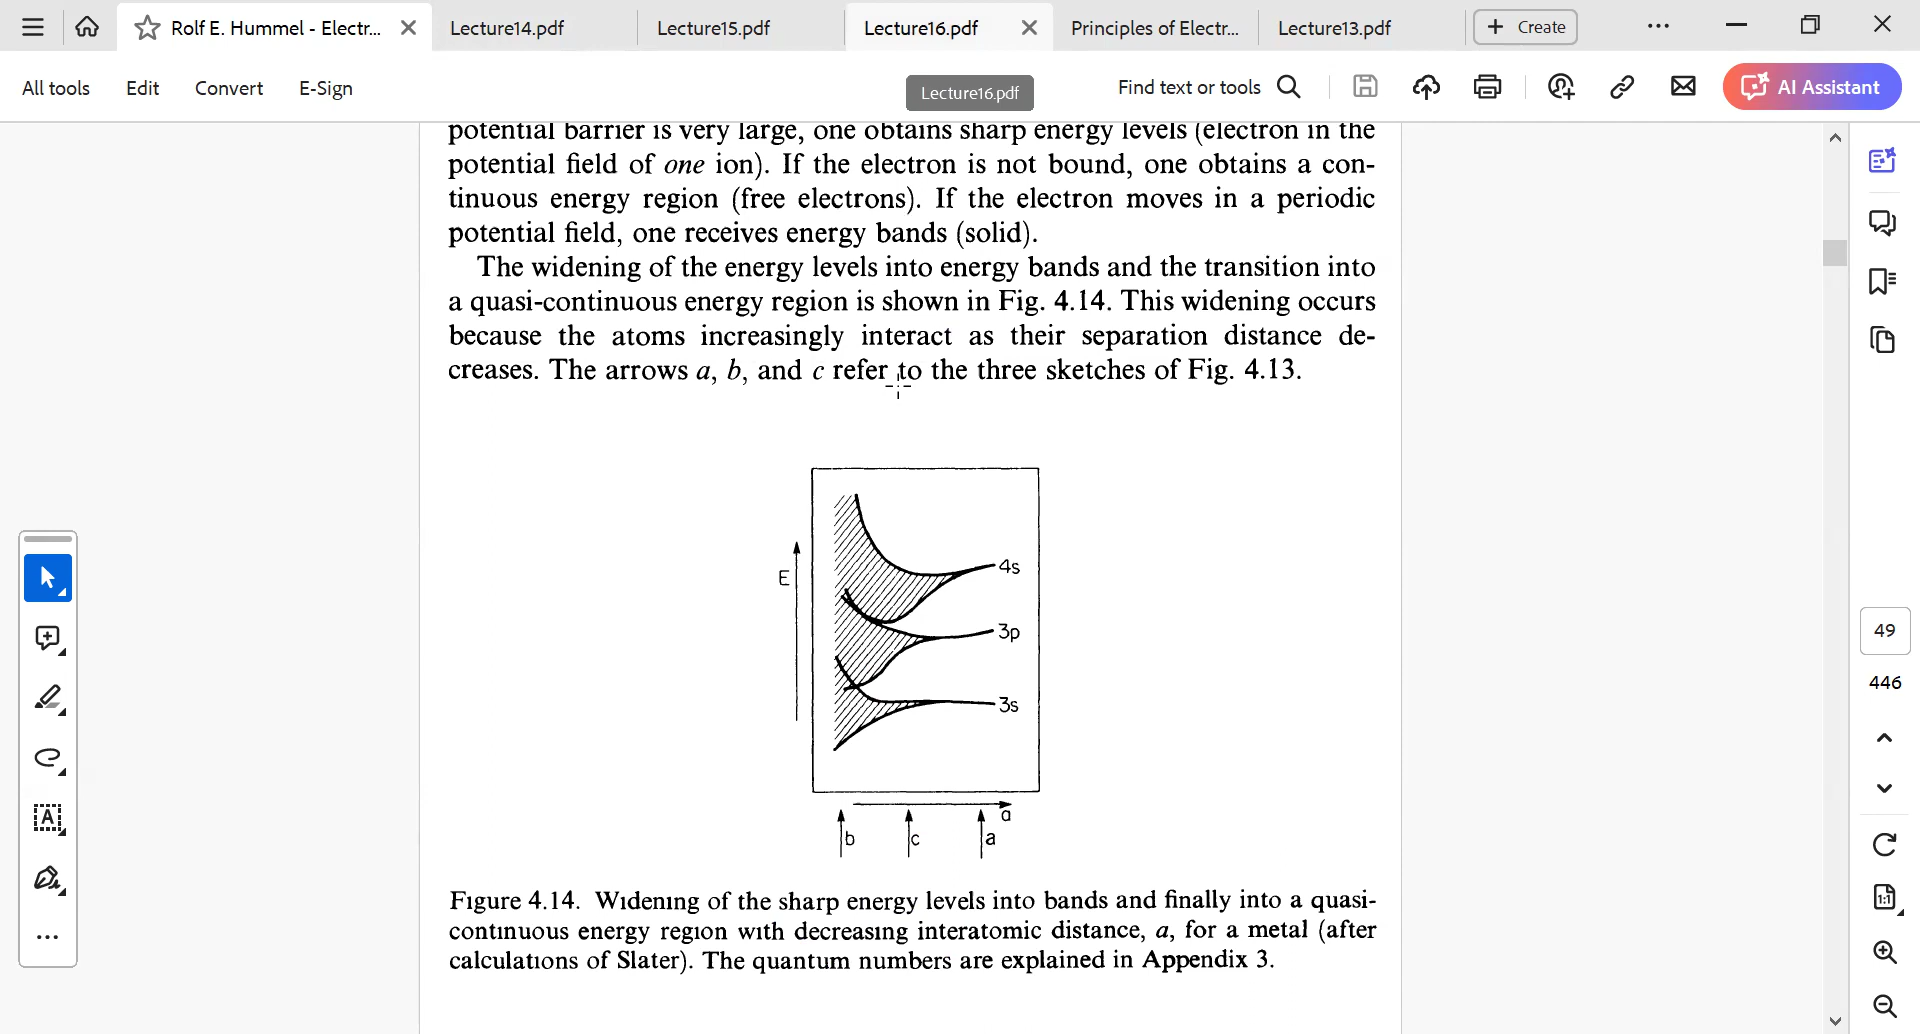 Rolf E. Hummel - Electr...
Lecture14.pdf
Lecture15.pdf
Lecture16.pdf
Principles of Electr...
Lecture13.pdf
+ Create
All tools
Edit
Convert
E-Sign
Lecture16.pdf
Find text or tools
AI Assistant
potential barrier is very large, one obtains sharp energy levels (electron in the
potential field of one ion). If the electron is not bound, one obtains a con-
tinuous energy region (free electrons). If the electron moves in a periodic
potential field, one receives energy bands (solid).
The widening of the energy levels into energy bands and the transition into
a quasi-continuous energy region is shown in Fig. 4.14. This widening occurs
because the atoms increasingly interact as their separation distance de-
creases. The arrows a, b, and c refer to the three sketches of Fig. 4.13.
E
4s
3p
3s
a
b
c
a
Figure 4.14. Widening of the sharp energy levels into bands and finally into a quasi-
continuous energy region with decreasing interatomic distance, a, for a metal (after
calculations of Slater). The quantum numbers are explained in Appendix 3.
49
446
1:1
A